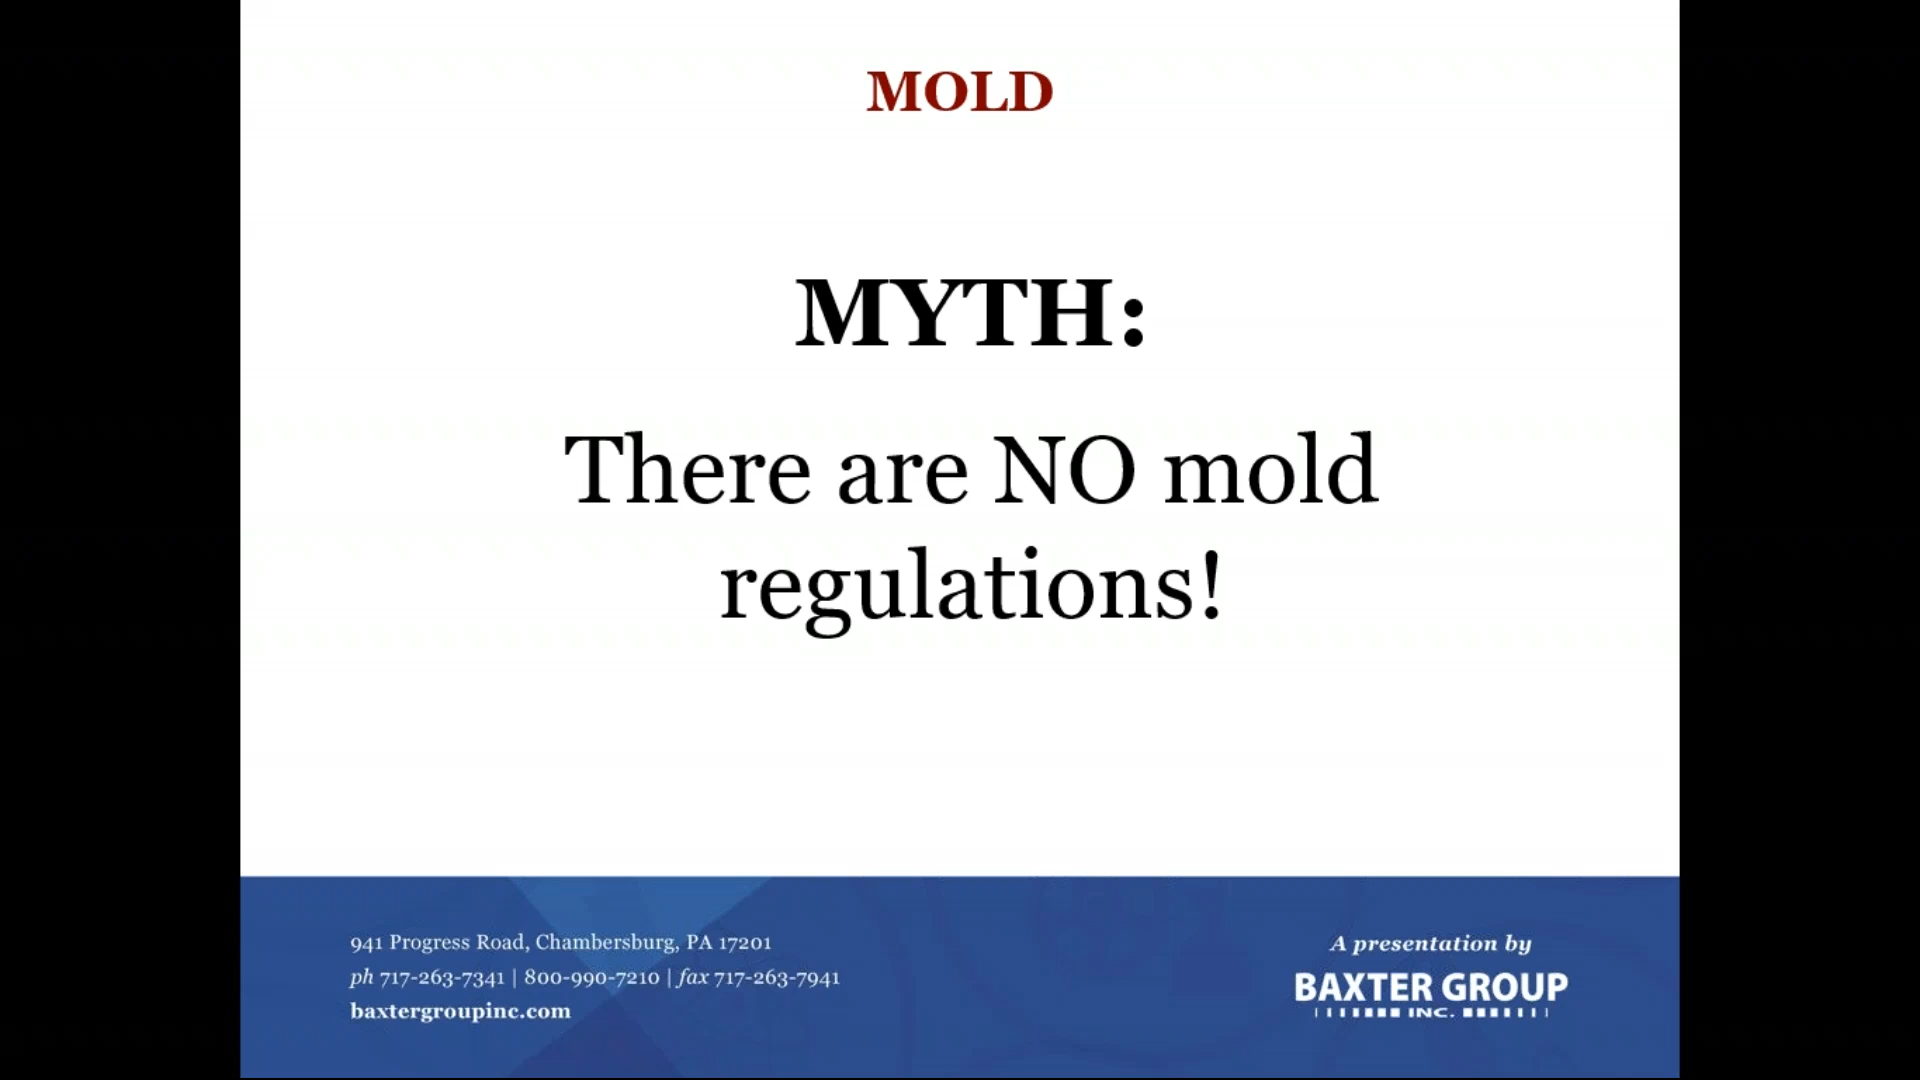 MOLD
MYTH:
There are NO mold
regulations!
941 Progress Road, Chambersburg, PA 17201
ph 717-263-7341 | 800-990-7210 | fax 717-263-7941
baxtergroupinc.com
A presentation by
BAXTER GROUP
INC.